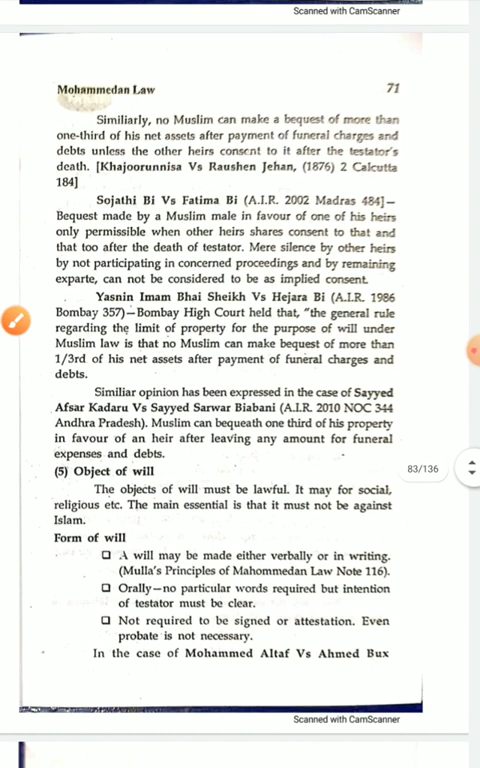 Scanned with CamScanner
Mohammedan Law
71
Similiarly, no Muslim can make a bequest of more than
one-third of his net assets after payment of funeral charges and
debts unless the other heirs consent to it after the testator's
death. [Khajoorunnisa Vs Raushen Jehan, (1876) 2 Calcutta
184]
Sojathi Bi Vs Fatima Bi (A.I.R. 2002 Madras 484]—
Bequest made by a Muslim male in favour of one of his heirs
only permissible when other heirs shares consent to that and
that too after the death of testator. Mere silence by other heirs
by not participating in concerned proceedings and by remaining
exparte, can not be considered to be as implied consent.
Yasnin Imam Bhai Sheikh Vs Hejara Bi (A.I.R. 1986
Bombay 357)—Bombay High Court held that, "the general rule
regarding the limit of property for the purpose of will under
Muslim law is that no Muslim can make bequest of more than
1/3rd of his net assets after payment of funeral charges and
debts.
Similiar opinion has been expressed in the case of Sayyed
Afsar Kadaru Vs Sayyed Sarwar Biabani (A.I.R. 2010 NOC 344
Andhra Pradesh). Muslim can bequeath one third of his property
in favour of an heir after leaving any amount for funeral
expenses and debts.
(5) Object of will
83/136
The objects of will must be lawful. It may for social,
religious etc. The main essential is that it must not be against
Islam.
Form of will
❑ A will may be made either verbally or in writing.
(Mulla's Principles of Mahommedan Law Note 116).
❑ Orally—no particular words required but intention
of testator must be clear.
❑ Not required to be signed or attestation. Even
probate is not necessary.
In the case of Mohammed Altaf Vs Ahmed Bux
Scanned with CamScanner